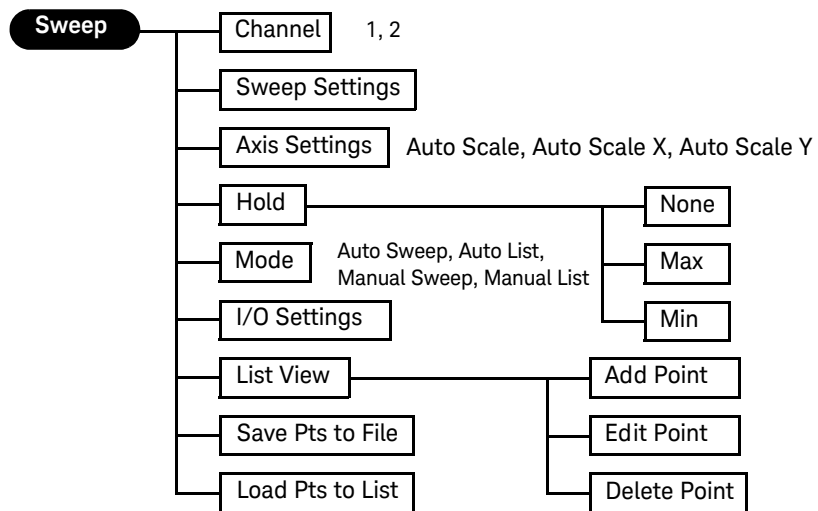 Sweep
Channel 1, 2
Sweep Settings
Axis Settings Auto Scale, Auto Scale X, Auto Scale Y
Hold None
Mode Auto Sweep, Auto List,
Manual Sweep, Manual List
Max
I/O Settings Min
List View Add Point
Save Pts to File Edit Point
Load Pts to List Delete Point